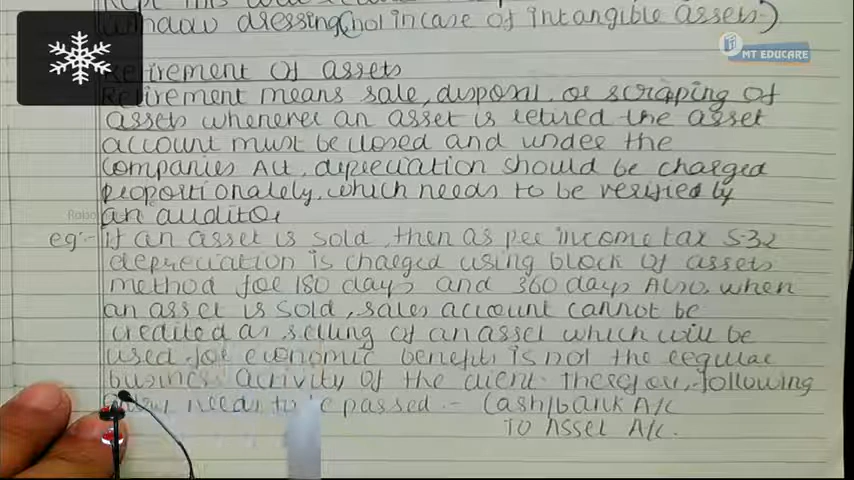 window dressing (not incase of intangible assets.)
MT EDUCARE
Retirement of assets
Retirement means sale, disposal, or scraping of
assets whenever an asset is retired the asset
account must be closed and under the
Companies Act, depreciation should be charged
proportionately, which needs to be verified by
an auditor
eg:- If an asset is sold, then as per income tax S-32
depreciation is charged using block of assets
method for 180 days and 360 days Also, when
an asset is sold, sales account cannot be
credited as selling of an asset which will be
used for economic benefits is not the regular
business activity of the client. Therefore, following
needs to be passed.- Cash/bank A/c
To Asset A/c.